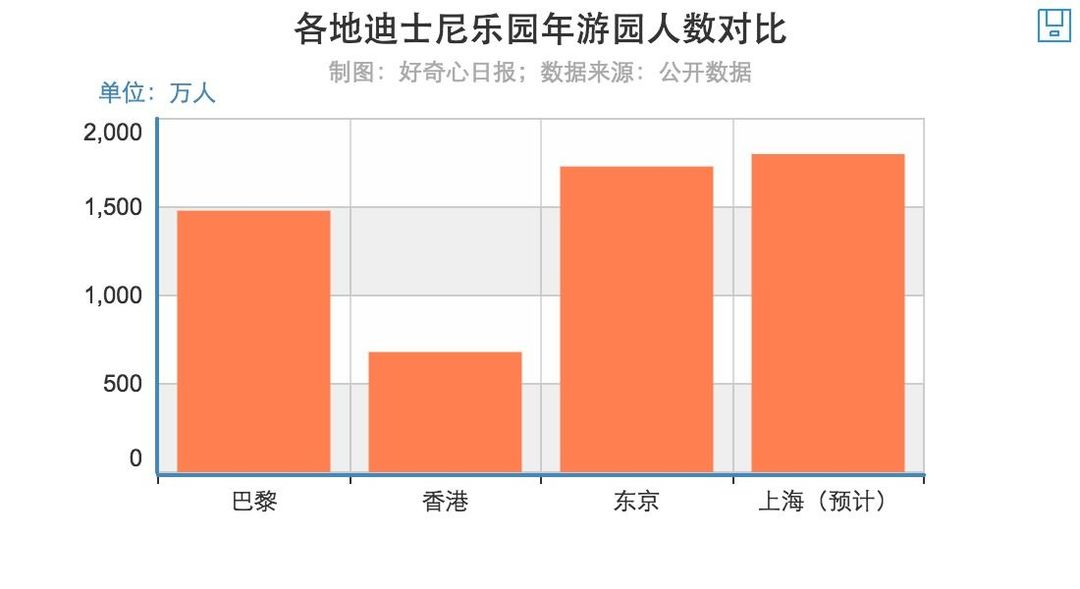 各地迪士尼乐园年游园人数对比
制图：好奇心日报；数据来源：公开数据
单位：万人
2,000
1,500
1,000
500
0
巴黎
香港
东京
上海（预计）